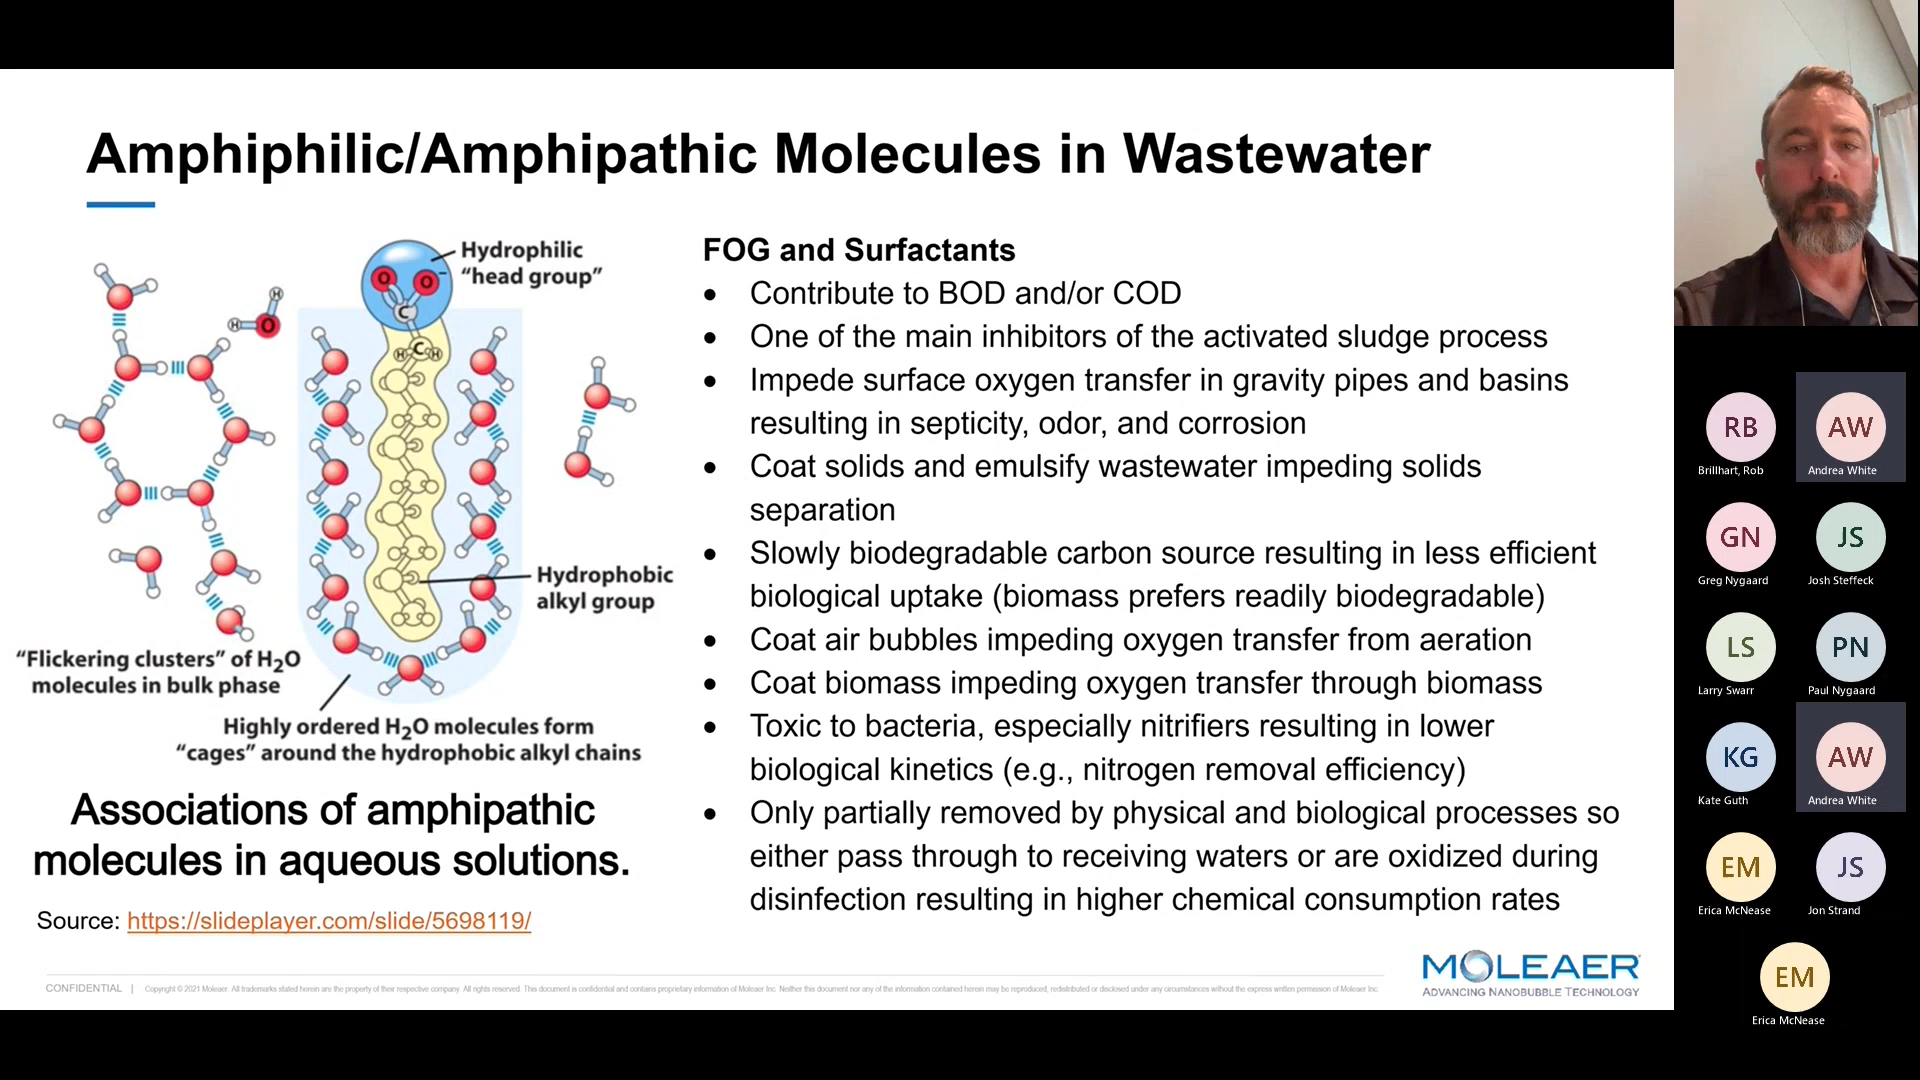 Amphiphilic/Amphipathic Molecules in Wastewater
Hydrophilic
"head group"
O
O
-
C
H
C
H
H
O
Hydrophobic
alkyl group
"Flickering clusters" of H₂O
molecules in bulk phase
Highly ordered H₂O molecules form
"cages" around the hydrophobic alkyl chains
Associations of amphipathic
molecules in aqueous solutions.
Source: https://slideplayer.com/slide/5698119/
FOG and Surfactants
• Contribute to BOD and/or COD
• One of the main inhibitors of the activated sludge process
• Impede surface oxygen transfer in gravity pipes and basins
resulting in septicity, odor, and corrosion
• Coat solids and emulsify wastewater impeding solids
separation
• Slowly biodegradable carbon source resulting in less efficient
biological uptake (biomass prefers readily biodegradable)
• Coat air bubbles impeding oxygen transfer from aeration
• Coat biomass impeding oxygen transfer through biomass
• Toxic to bacteria, especially nitrifiers resulting in lower
biological kinetics (e.g., nitrogen removal efficiency)
• Only partially removed by physical and biological processes so
either pass through to receiving waters or are oxidized during
disinfection resulting in higher chemical consumption rates
CONFIDENTIAL | Copyright © 2021 Moleaer. All trademarks stated herein are the property of their respective company. All rights reserved. This document is confidential and contains proprietary information of Moleaer Inc. Neither this document nor any of the information contained herein may be reproduced, redistributed or disclosed under any circumstances without the express written permission of Moleaer Inc.
MOLEAER
ADVANCING NANOBUBBLE TECHNOLOGY
RB
Brillhart, Rob
AW
Andrea White
GN
Greg Nygaard
JS
Josh Steffeck
LS
Larry Swarr
PN
Paul Nygaard
KG
Kate Guth
AW
Andrea White
EM
Erica McNease
JS
Jon Strand
EM
Erica McNease